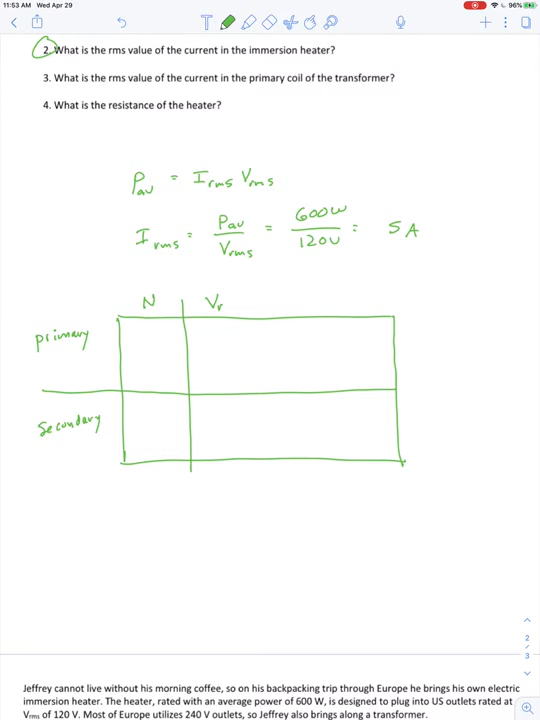 11:53 AM Wed Apr 29
96%
2. What is the rms value of the current in the immersion heater?
3. What is the rms value of the current in the primary coil of the transformer?
4. What is the resistance of the heater?
Pav = Irms Vrms
Irms = Pav / Vrms = 600W / 120V = 5 A
N Vr
primary
Secondary
2 / 3
Jeffrey cannot live without his morning coffee, so on his backpacking trip through Europe he brings his own electric
immersion heater. The heater, rated with an average power of 600 W, is designed to plug into US outlets rated at
Vrms of 120 V. Most of Europe utilizes 240 V outlets, so Jeffrey also brings along a transformer.